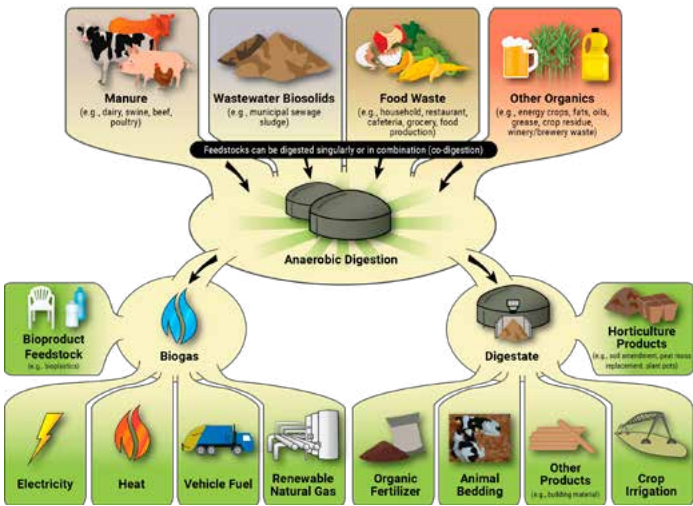 Manure
(e.g., dairy, swine, beef,
poultry)
Wastewater Biosolids
(e.g., municipal sewage
sludge)
Food Waste
(e.g., household, restaurant,
cafeteria, grocery, food
production)
Other Organics
(e.g., energy crops, fats, oils,
grease, crop residue,
winery/brewery waste)
Feedstocks can be digested singularly or in combination (co-digestion)
Anaerobic Digestion
Bioproduct
Feedstock
(e.g., bioplastics)
Biogas
Digestate
Horticulture
Products
(e.g., soil amendment, peat moss
replacement, plant pots)
Electricity
Heat
Vehicle Fuel
Renewable
Natural Gas
Organic
Fertilizer
Animal
Bedding
Other
Products
(e.g., building material)
Crop
Irrigation